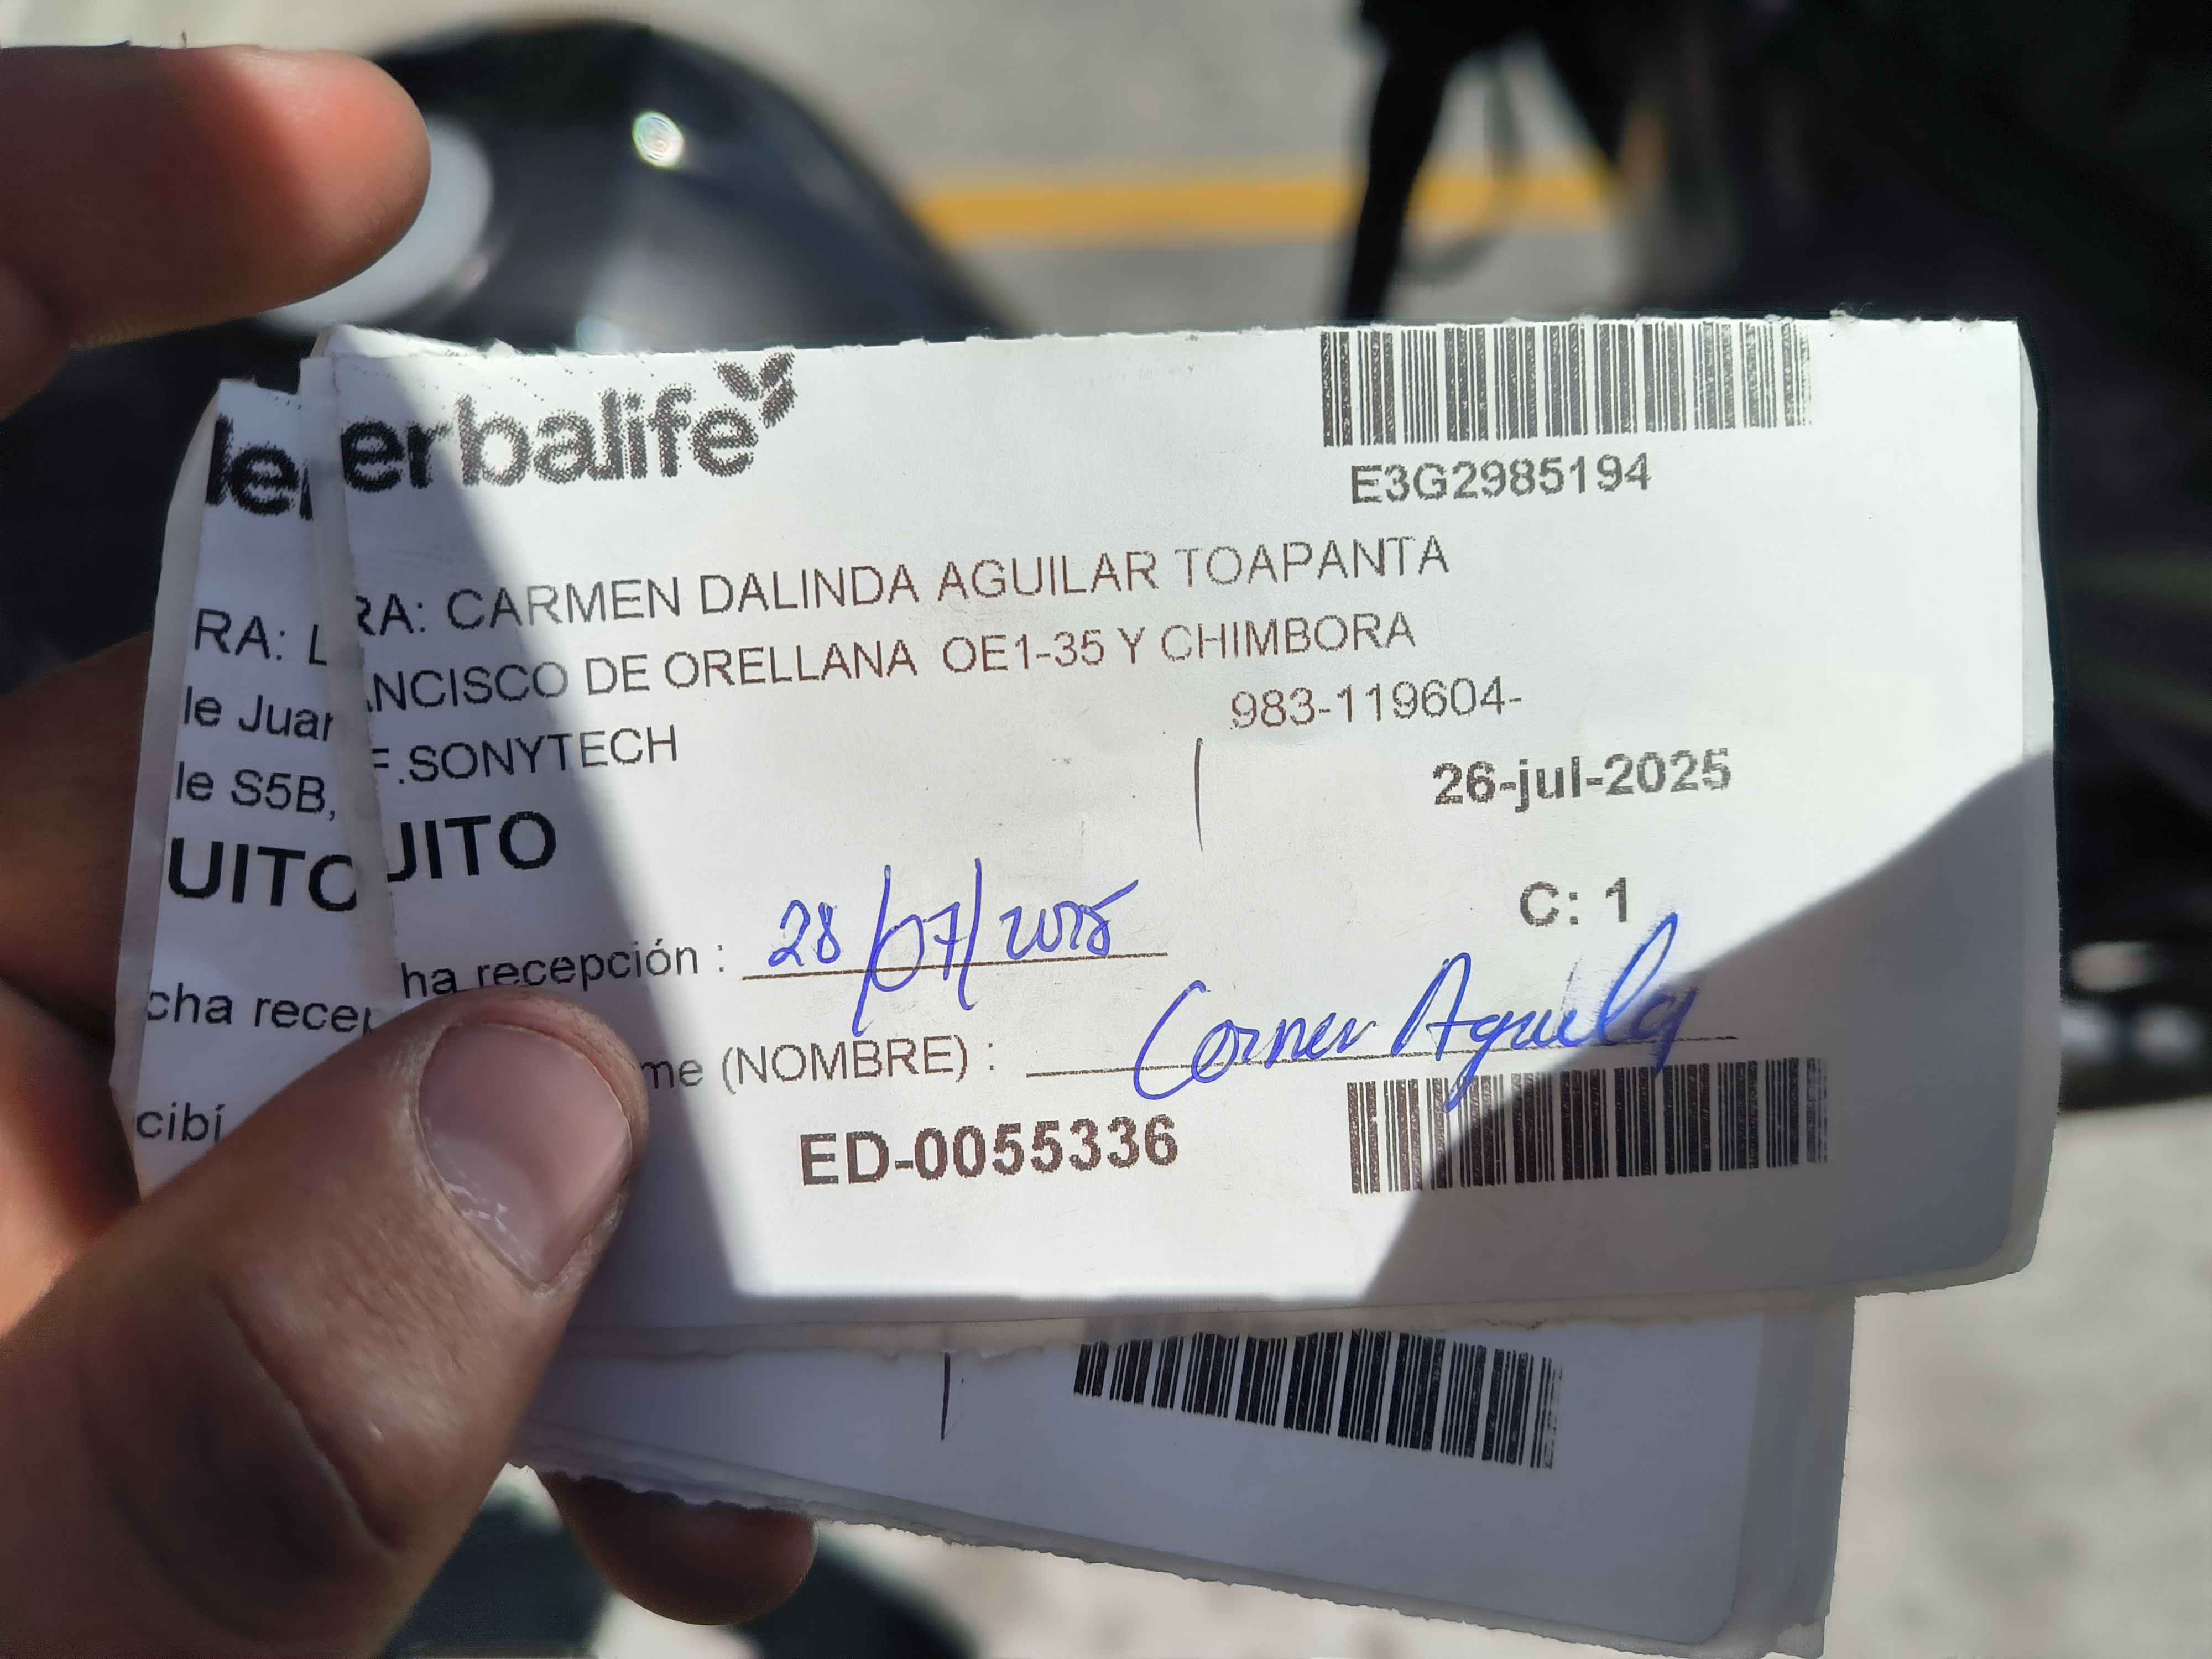 erbalife
E3G2985194
RA: CARMEN DALINDA AGUILAR TOAPANTA
ANCISCO DE ORELLANA OE1-35 Y CHIMBORA
983-119604-
F.SONYTECH
26-jul-2025
UITO
C: 1
ha recepción : 28/07/2025
me (NOMBRE) : Carmen Aguilar
ED-0055336
ler
RA: L
le Juan
le S5B,
UITO
cha recep
cibí